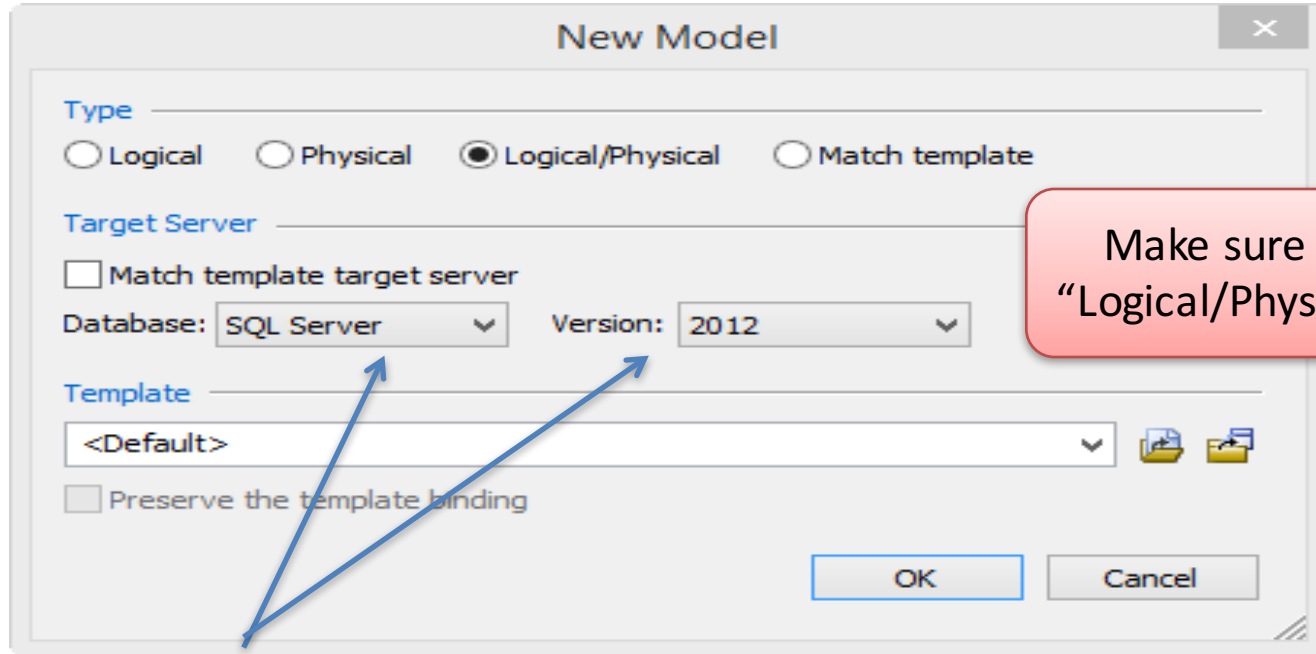 New Model
Type
Logical Physical Logical/Physical Match template
Target Server
Make sure
Match template target server
“Logical/Phys
Database: SQL Server Version: 2012
Template
<Default>
Preserve the template binding
OK Cancel